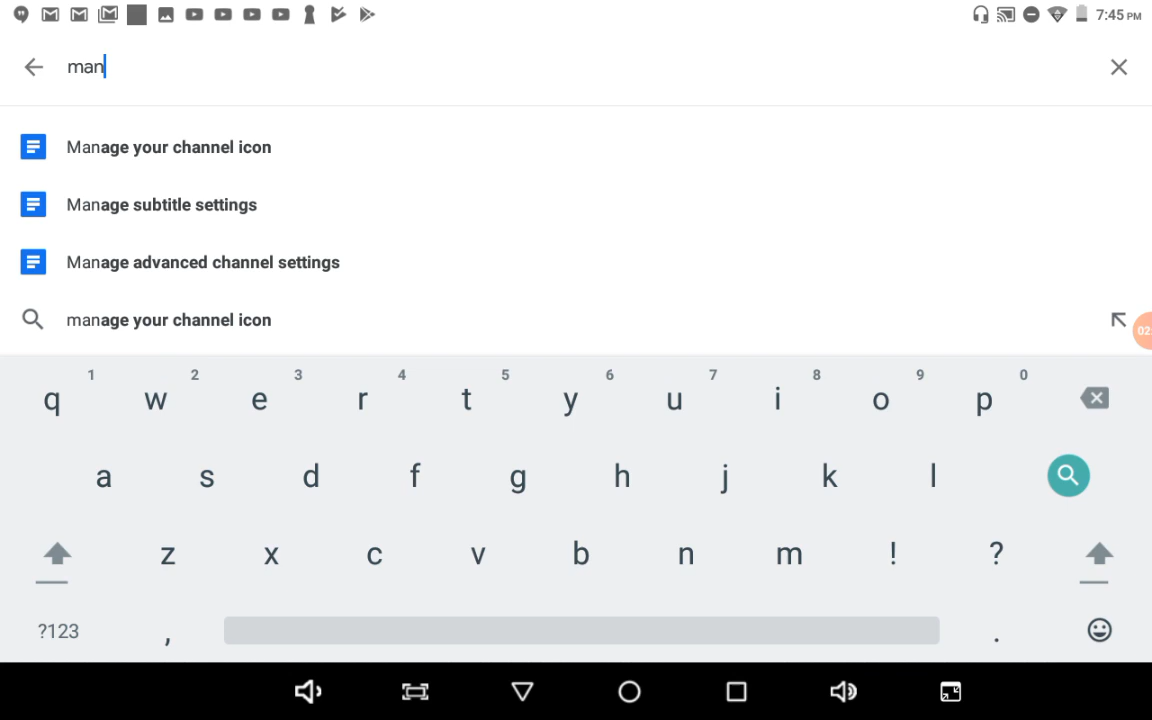 7:45 PM
man
Manage your channel icon
Manage subtitle settings
Manage advanced channel settings
manage your channel icon
02:
1 2 3 4 5 6 7 8 9 0
q w e r t y u i o p
a s d f g h j k l
z x c v b n m ! ?
?123 , .